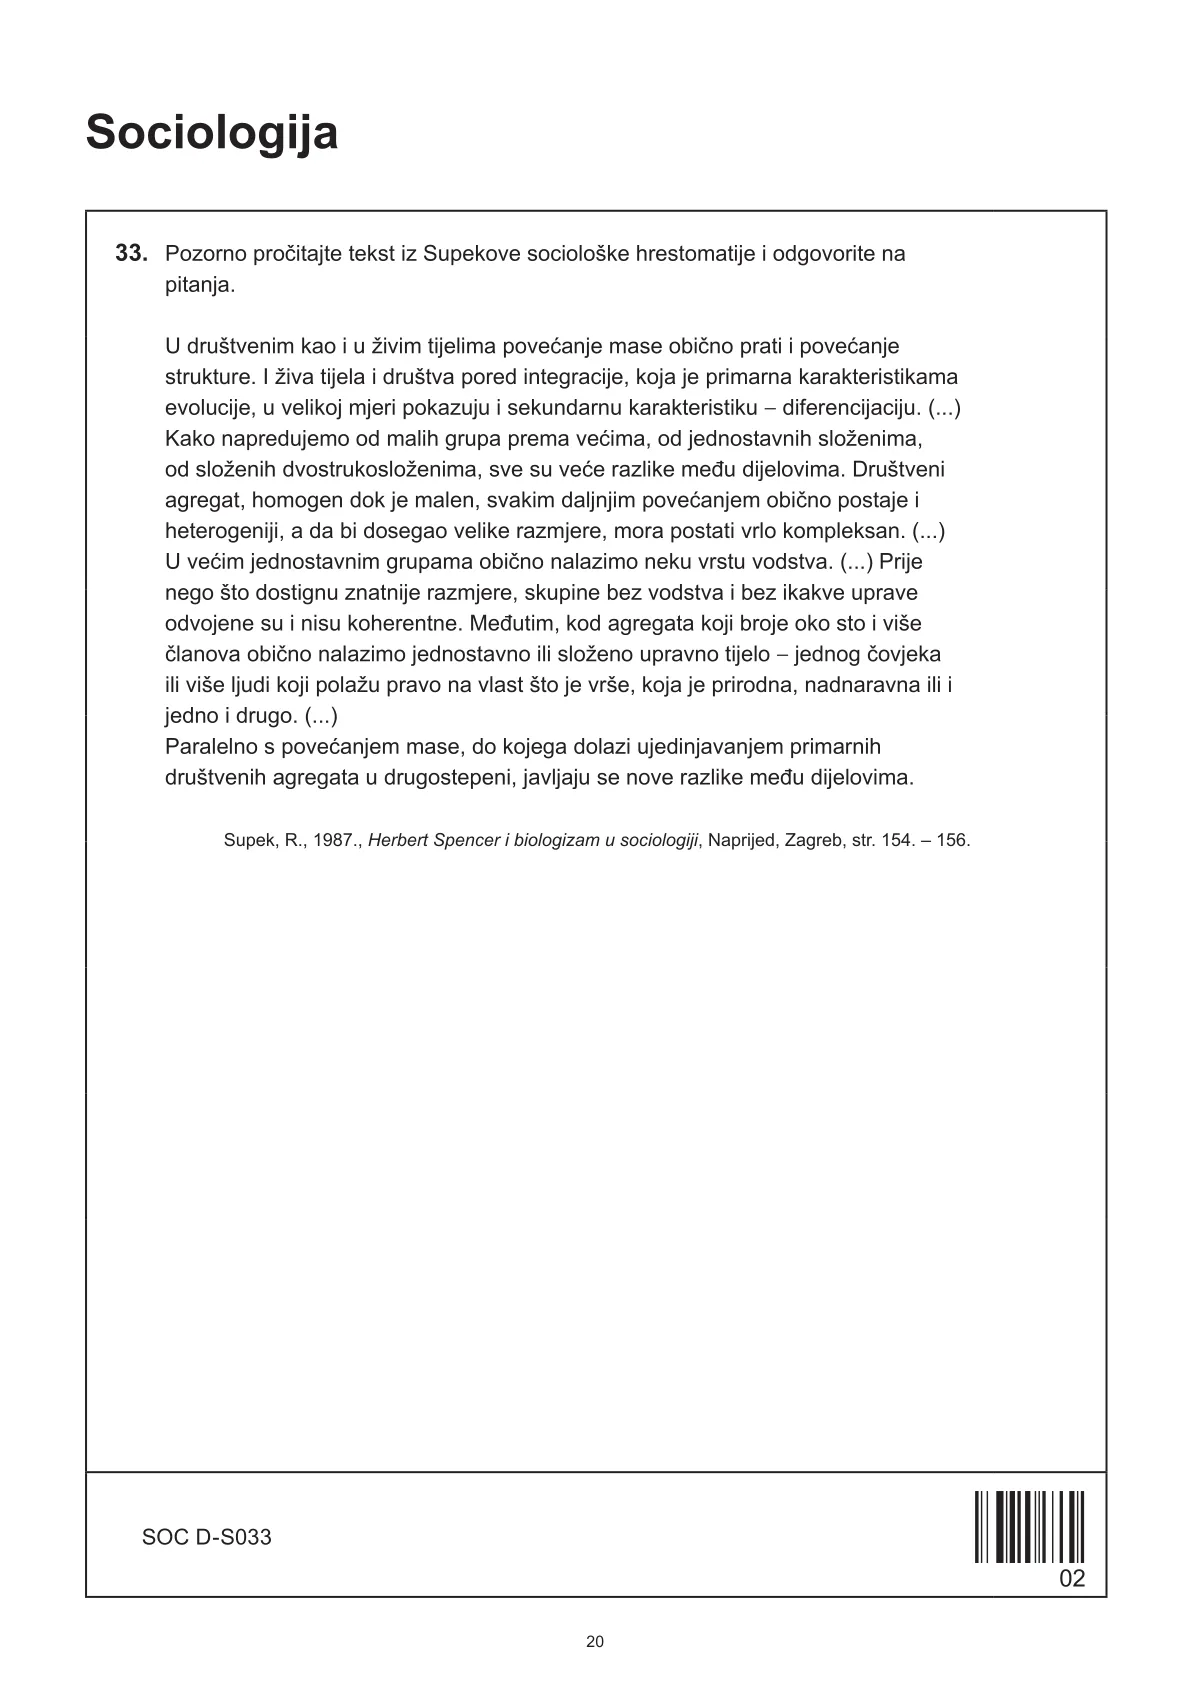 Sociologija
33. Pozorno pročitajte tekst iz Supekove sociološke hrestomatije i odgovorite na
pitanja.
U društvenim kao i u živim tijelima povećanje mase obično prati i povećanje
strukture. I živa tijela i društva pored integracije, koja je primarna karakteristikama
evolucije, u velikoj mjeri pokazuju i sekundarnu karakteristiku – diferencijaciju. (...)
Kako napredujemo od malih grupa prema većima, od jednostavnih složenima,
od složenih dvostrukosloženima, sve su veće razlike među dijelovima. Društveni
agregat, homogen dok je malen, svakim daljnjim povećanjem obično postaje i
heterogeniji, a da bi dosegao velike razmjere, mora postati vrlo kompleksan. (...)
U većim jednostavnim grupama obično nalazimo neku vrstu vodstva. (...) Prije
nego što dostignu znatnije razmjere, skupine bez vodstva i bez ikakve uprave
odvojene su i nisu koherentne. Međutim, kod agregata koji broje oko sto i više
članova obično nalazimo jednostavno ili složeno upravno tijelo – jednog čovjeka
ili više ljudi koji polažu pravo na vlast što je vrše, koja je prirodna, nadnaravna ili i
jedno i drugo. (...)
Paralelno s povećanjem mase, do kojega dolazi ujedinjavanjem primarnih
društvenih agregata u drugostepeni, javljaju se nove razlike među dijelovima.
Supek, R., 1987., Herbert Spencer i biologizam u sociologiji, Naprijed, Zagreb, str. 154. – 156.
SOC D-S033
02
20